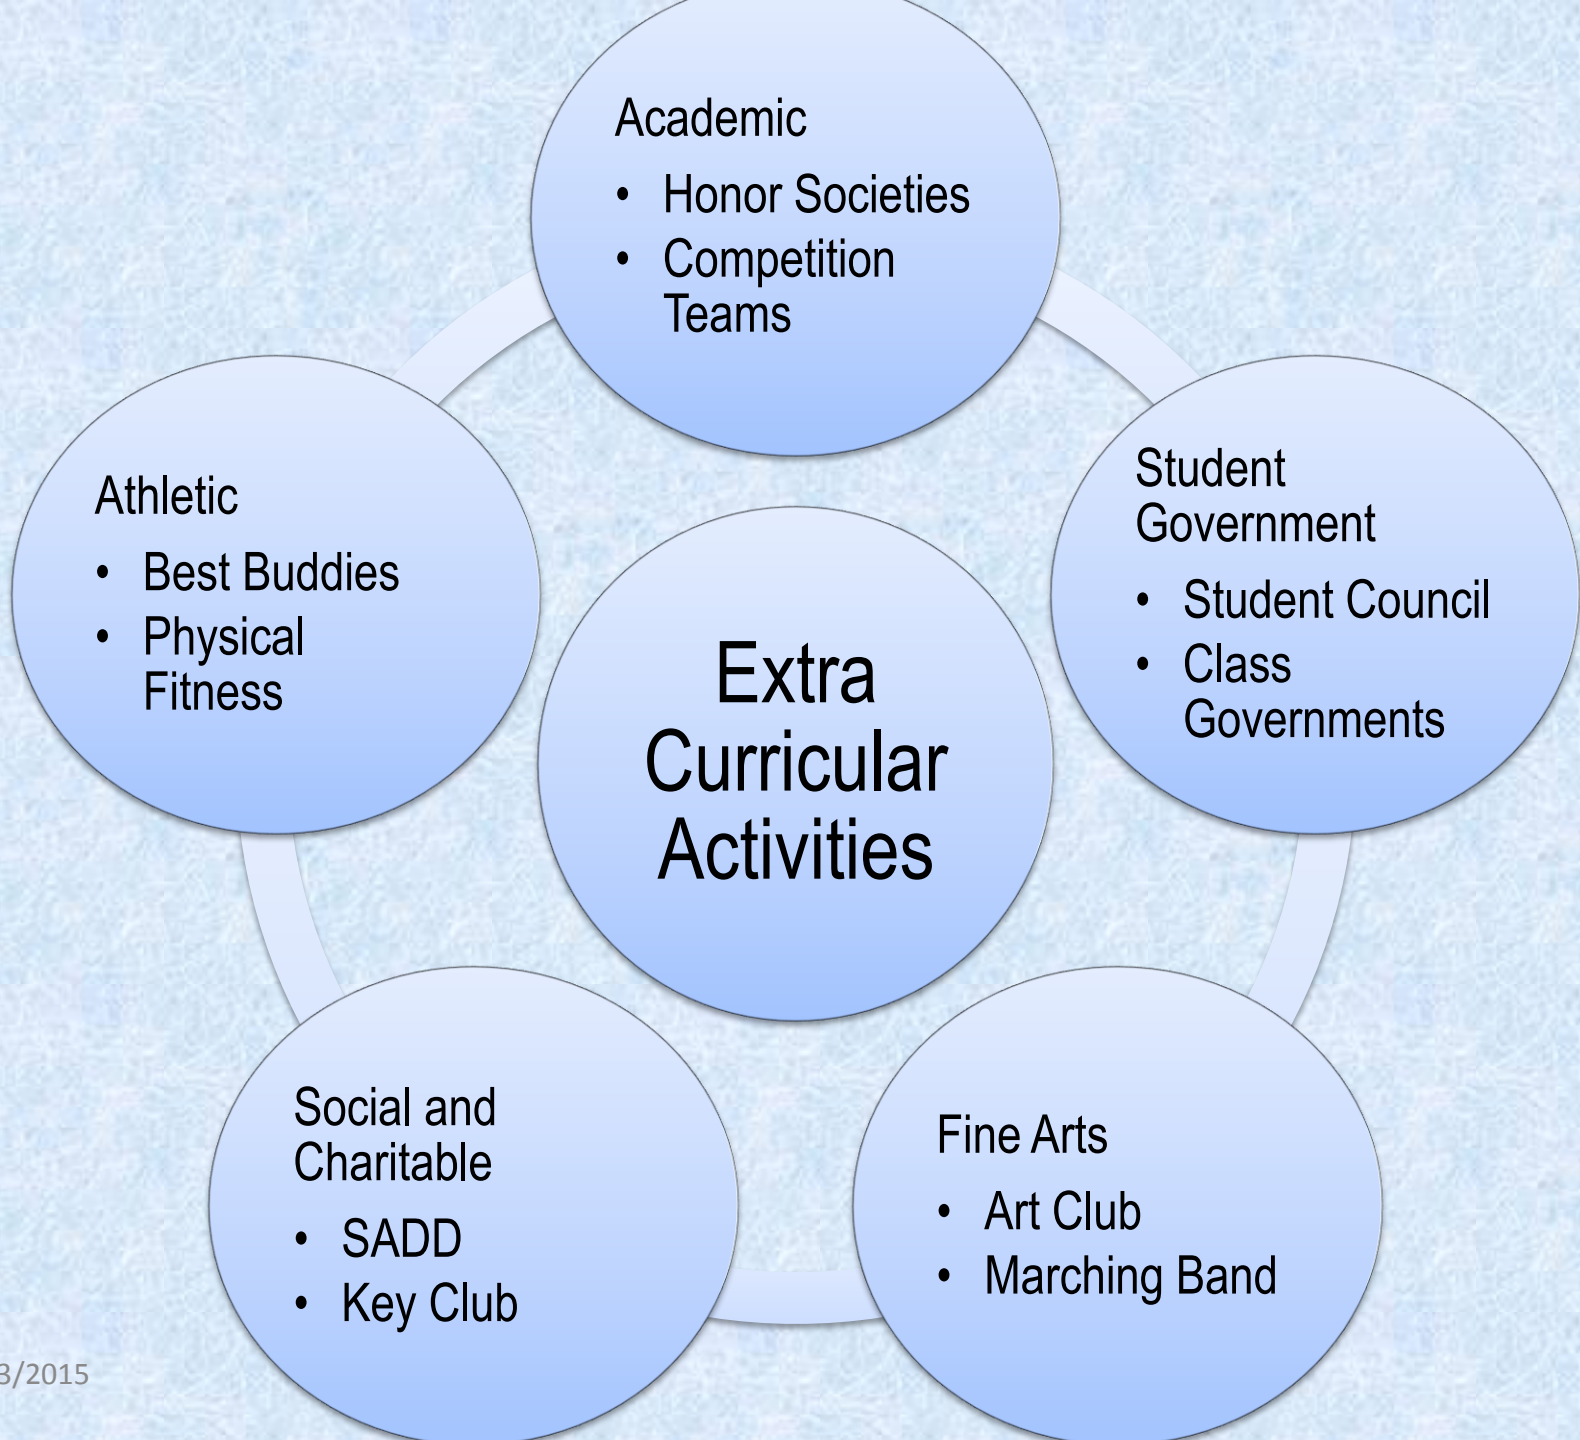 Academic
• Honor Societies
• Competition
Teams
Student
Government
• Student Council
• Class
Governments
Fine Arts
• Art Club
• Marching Band
Social and
Charitable
• SADD
• Key Club
Athletic
• Best Buddies
• Physical
Fitness
Extra
Curricular
Activities
3/2015